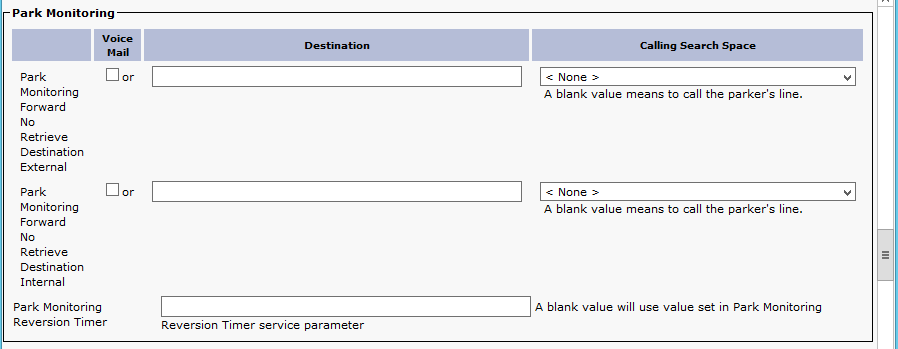 Park Monitoring
Voice Mail
Destination
Calling Search Space
Park Monitoring Forward No Retrieve Destination External
or
< None >
A blank value means to call the parker's line.
Park Monitoring Forward No Retrieve Destination Internal
or
< None >
A blank value means to call the parker's line.
Park Monitoring Reversion Timer
A blank value will use value set in Park Monitoring
Reversion Timer service parameter